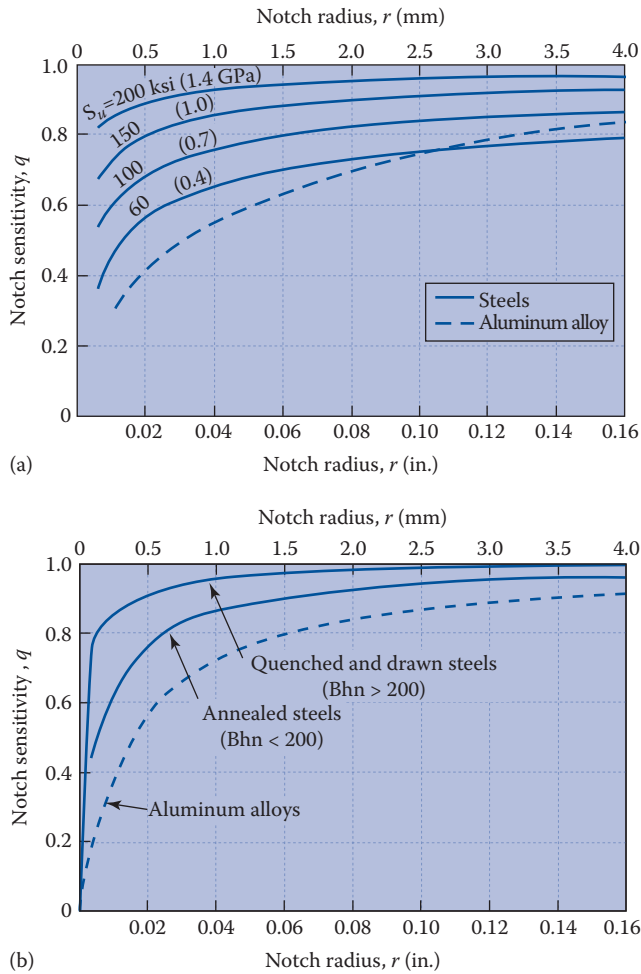 Notch radius, r (mm)
0 0.5 1.0 1.5 2.0 2.5 3.0 3.5 4.0
1.0
0.8
0.6
0.4
0.2
0
Notch sensitivity, q
Su=200 ksi (1.4 GPa)
150 (1.0)
100 (0.7)
60 (0.4)
Steels
Aluminum alloy
0.02 0.04 0.06 0.08 0.10 0.12 0.14 0.16
(a)
Notch radius, r (in.)
Notch radius, r (mm)
0 0.5 1.0 1.5 2.0 2.5 3.0 3.5 4.0
1.0
0.8
0.6
0.4
0.2
0
Notch sensitivity , q
Quenched and drawn steels
(Bhn > 200)
Annealed steels
(Bhn < 200)
Aluminum alloys
0.02 0.04 0.06 0.08 0.10 0.12 0.14 0.16
(b)
Notch radius, r (in.)